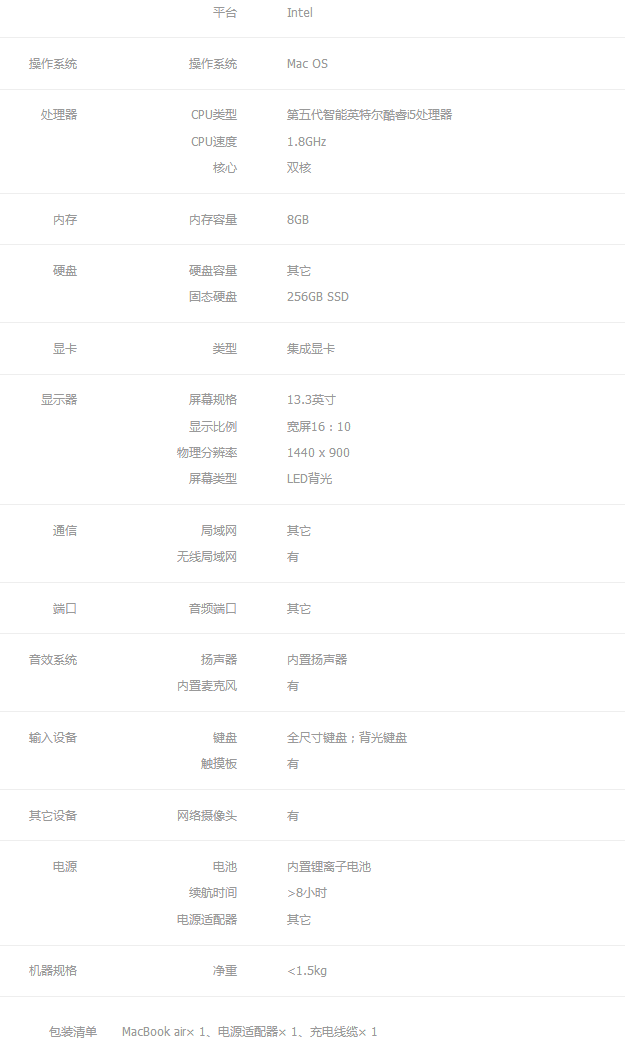 平台 Intel
操作系统 操作系统 Mac OS
处理器 CPU类型 第五代智能英特尔酷睿i5处理器
CPU速度 1.8GHz
核心 双核
内存 内存容量 8GB
硬盘 硬盘容量 其它
固态硬盘 256GB SSD
显卡 类型 集成显卡
显示器 屏幕规格 13.3英寸
显示比例 宽屏16：10
物理分辨率 1440 x 900
屏幕类型 LED背光
通信 局域网 其它
无线局域网 有
端口 音频端口 其它
音效系统 扬声器 内置扬声器
内置麦克风 有
输入设备 键盘 全尺寸键盘；背光键盘
触摸板 有
其它设备 网络摄像头 有
电源 电池 内置锂离子电池
续航时间 >8小时
电源适配器 其它
机器规格 净重 <1.5kg
包装清单 MacBook air× 1、电源适配器× 1、充电线缆× 1